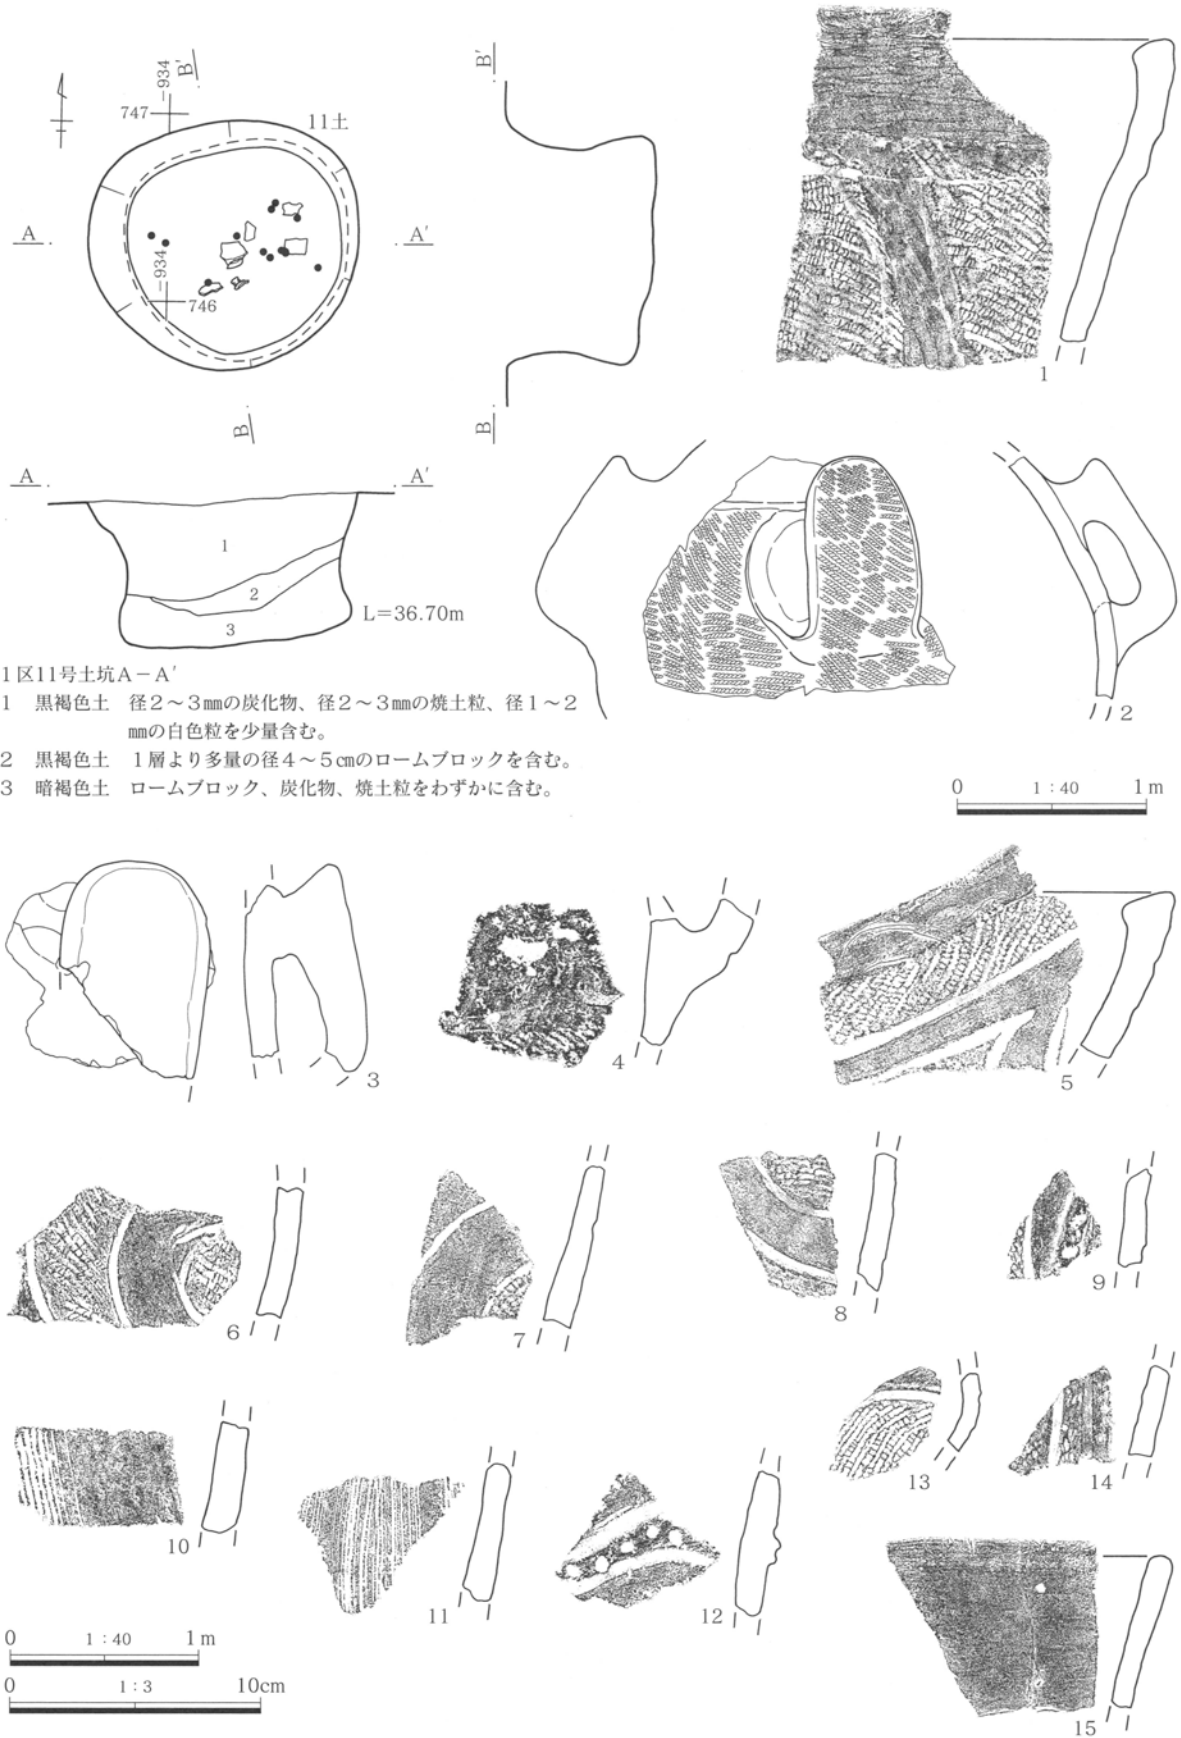 -934
B'
747
11土
A
A'
-934
746
B
B'
B
1
A
A'
1
2
3
L=36.70m
2
1区11号土坑A-A'
1 黒褐色土 径2~3㎜の炭化物、径2~3㎜の焼土粒、径1~2
㎜の白色粒を少量含む。
2 黒褐色土 1層より多量の径4~5㎝のロームブロックを含む。
3 暗褐色土 ロームブロック、炭化物、焼土粒をわずかに含む。
0 1:40 1m
3
4
5
6
7
8
9
10
11
12
13
14
15
0 1:40 1m
0 1:3 10cm